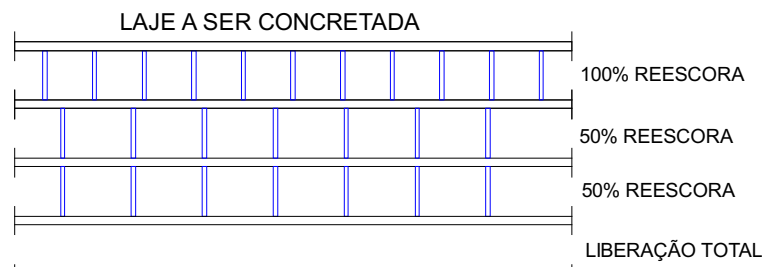 LAJE A SER CONCRETADA
100% REESCORA
50% REESCORA
50% REESCORA
LIBERAÇÃO TOTAL